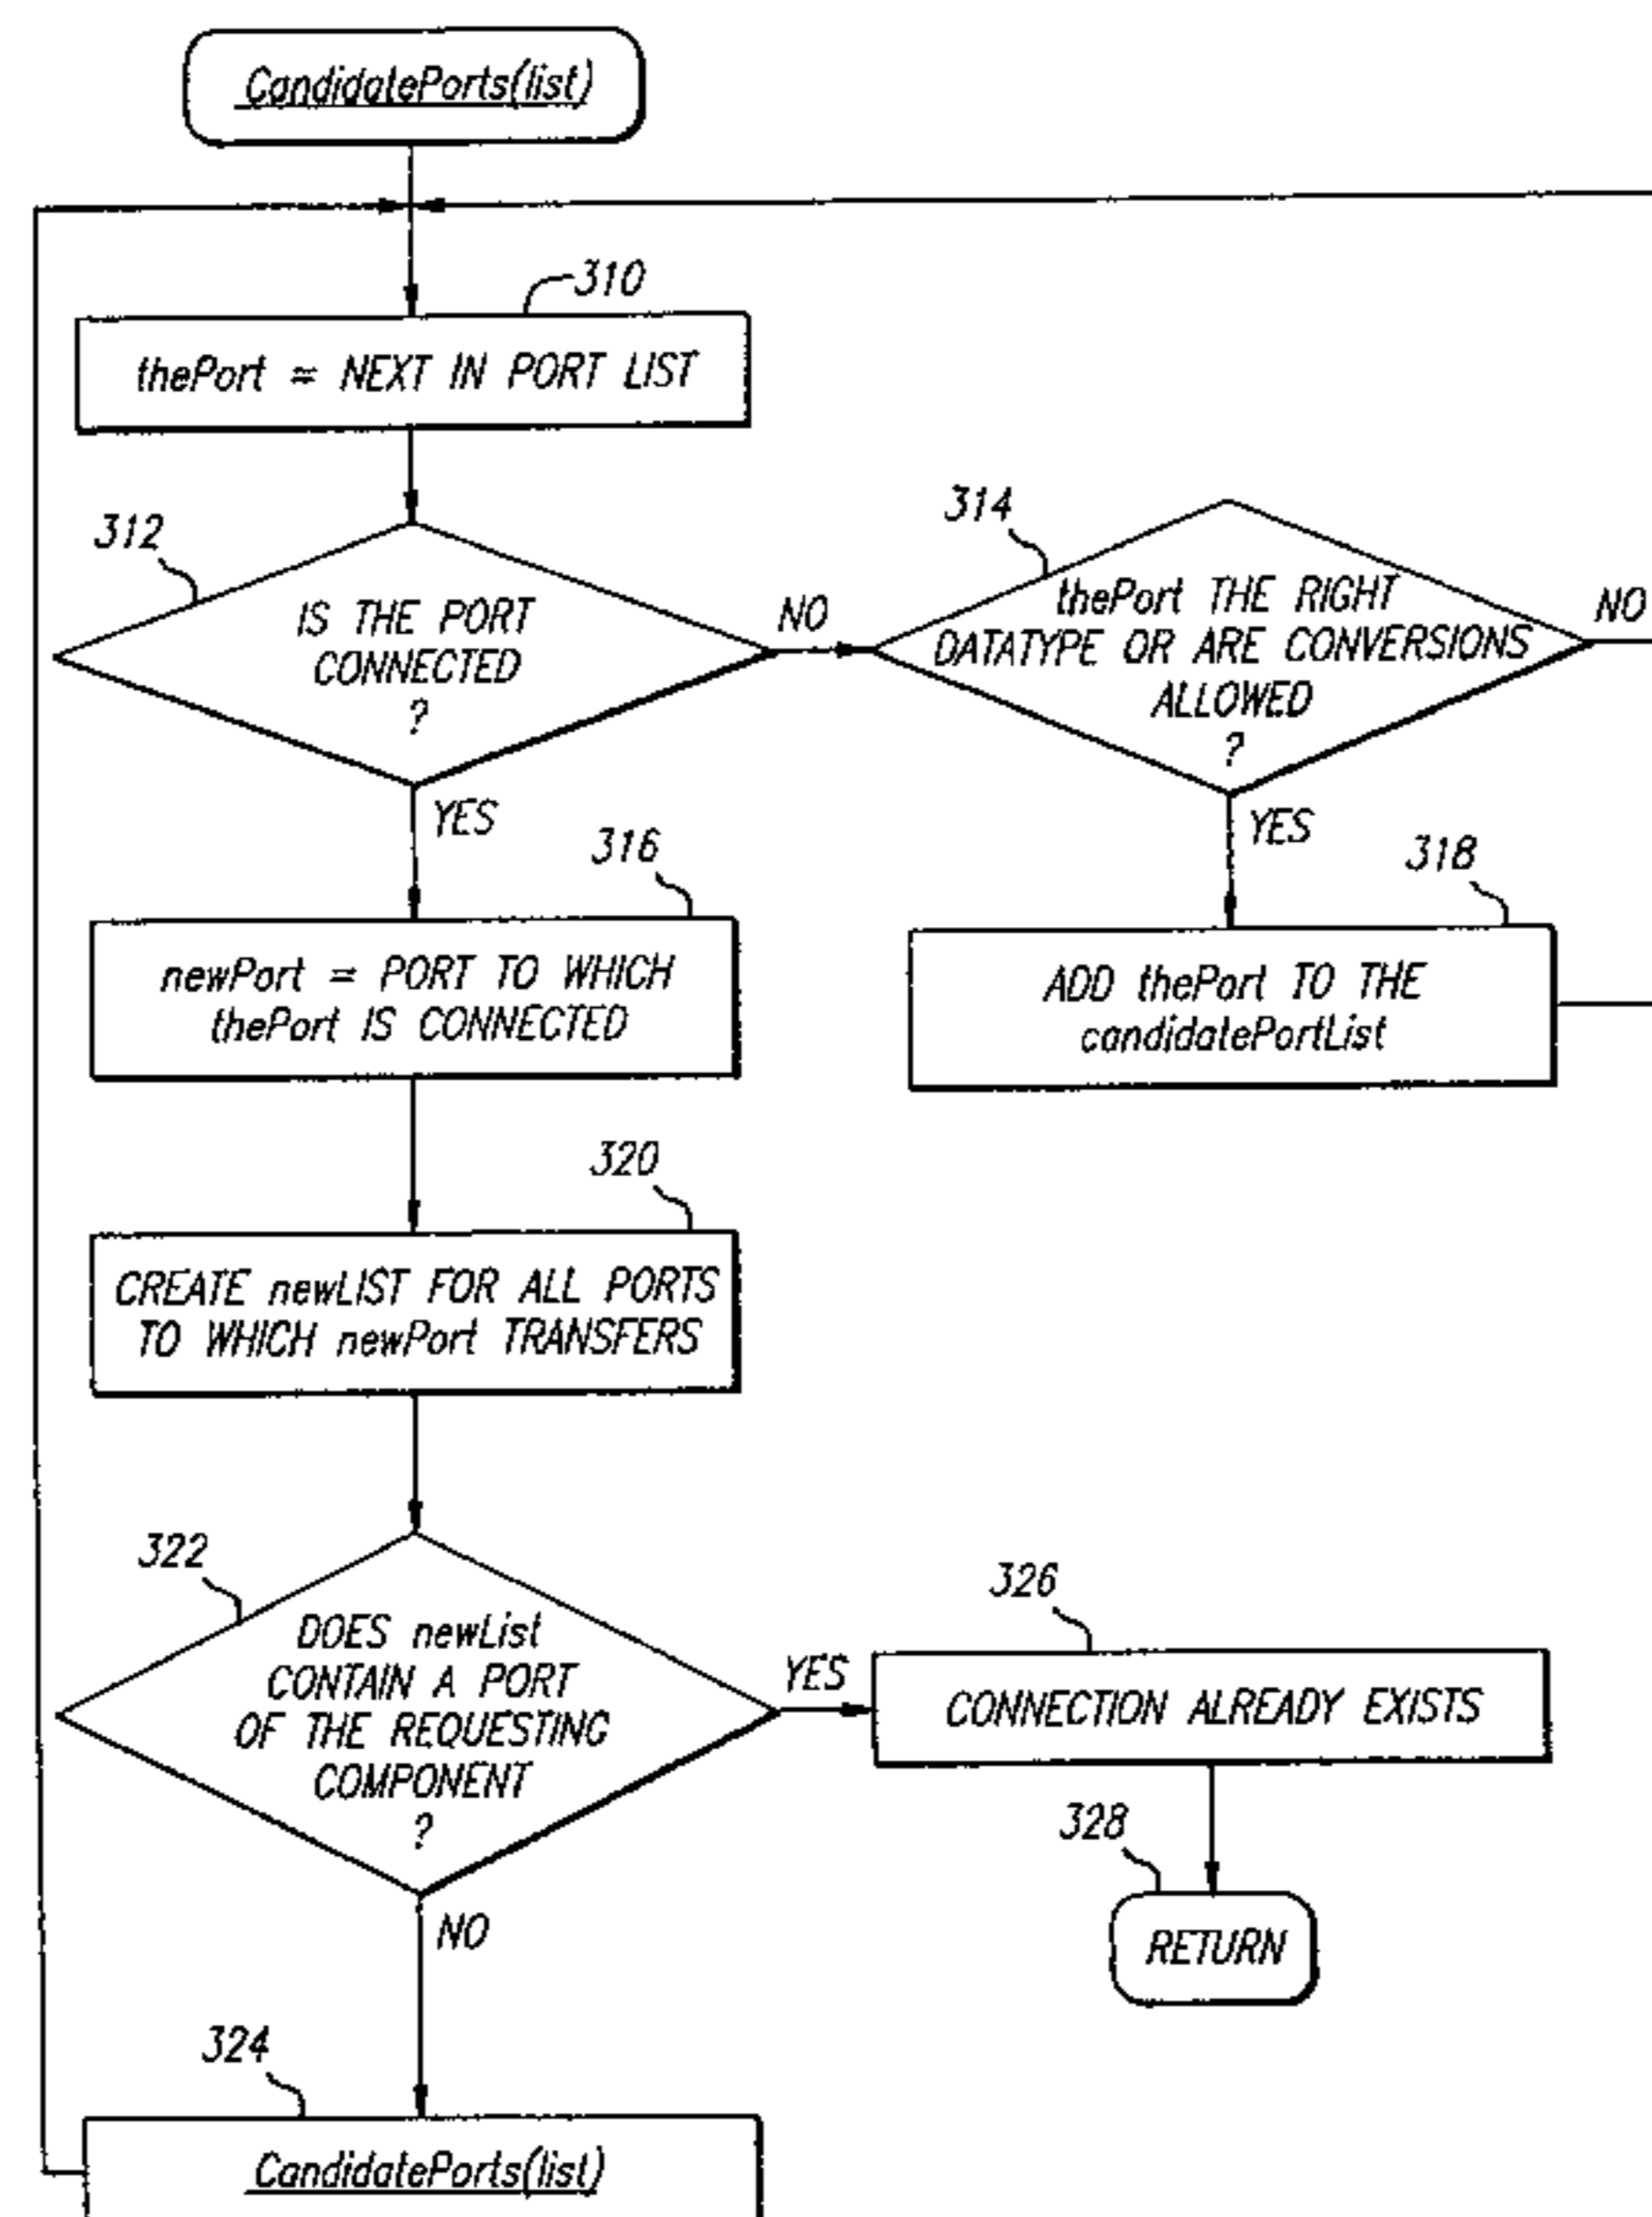 CandidatePorts(list)
310
thePort = NEXT IN PORT LIST
312
IS THE PORT
CONNECTED
?
NO
314
thePort THE RIGHT
DATATYPE OR ARE CONVERSIONS
ALLOWED
?
NO
YES
YES
316
newPort = PORT TO WHICH
thePort IS CONNECTED
318
ADD thePort TO THE
candidatePortList
320
CREATE newLIST FOR ALL PORTS
TO WHICH newPort TRANSFERS
322
DOES newList
CONTAIN A PORT
OF THE REQUESTING
COMPONENT
?
YES
326
CONNECTION ALREADY EXISTS
328
RETURN
NO
324
CandidatePorts(list)